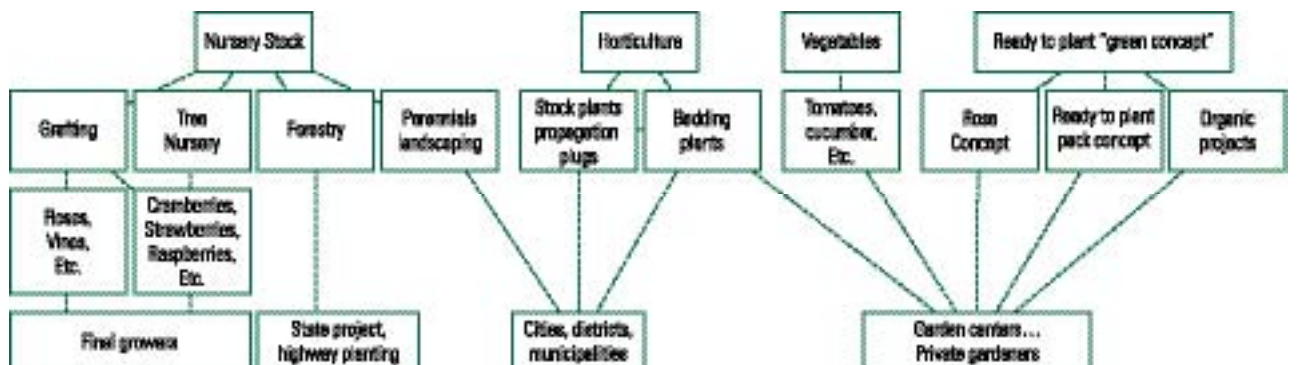 Nursery Stock
Horticulture
Vegetables
Ready to plant "green concept"
Grafting
Tree
Nursery
Forestry
Perennials
landscaping
Stock plants
propagation
plugs
Bedding
plants
Tomatoes,
cucumber,
Etc.
Rose
Concept
Ready to plant
pack concept
Organic
projects
Roses,
Vines,
Etc.
Cramberries,
Strawberries,
Raspberries,
Etc.
Final growers
State project,
highway planting
Cities, districts,
municipalities
Garden centers...
Private gardeners